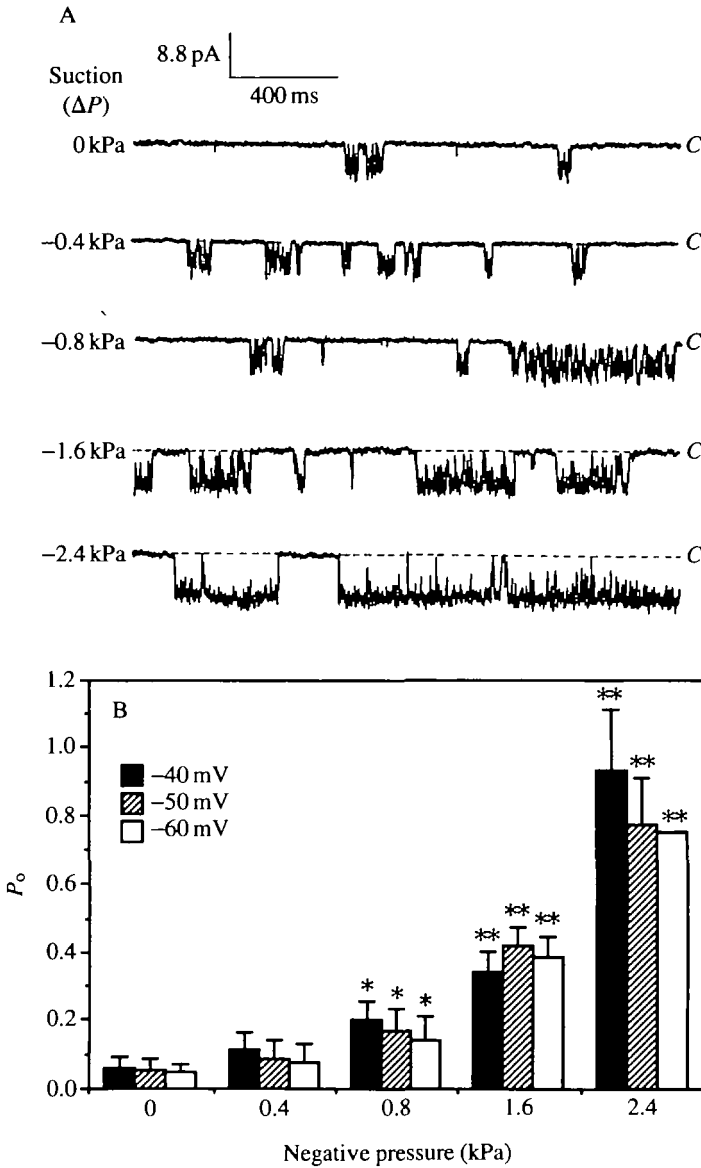 A
8.8 pA
400 ms
Suction
(ΔP)
0 kPa
C
−0.4 kPa
C
−0.8 kPa
C
−1.6 kPa
C
−2.4 kPa
C
B
1.2
1.0
0.8
0.6
0.4
0.2
0.0
Po
−40 mV
−50 mV
−60 mV
*
*
*
**
**
**
**
**
**
0
0.4
0.8
1.6
2.4
Negative pressure (kPa)